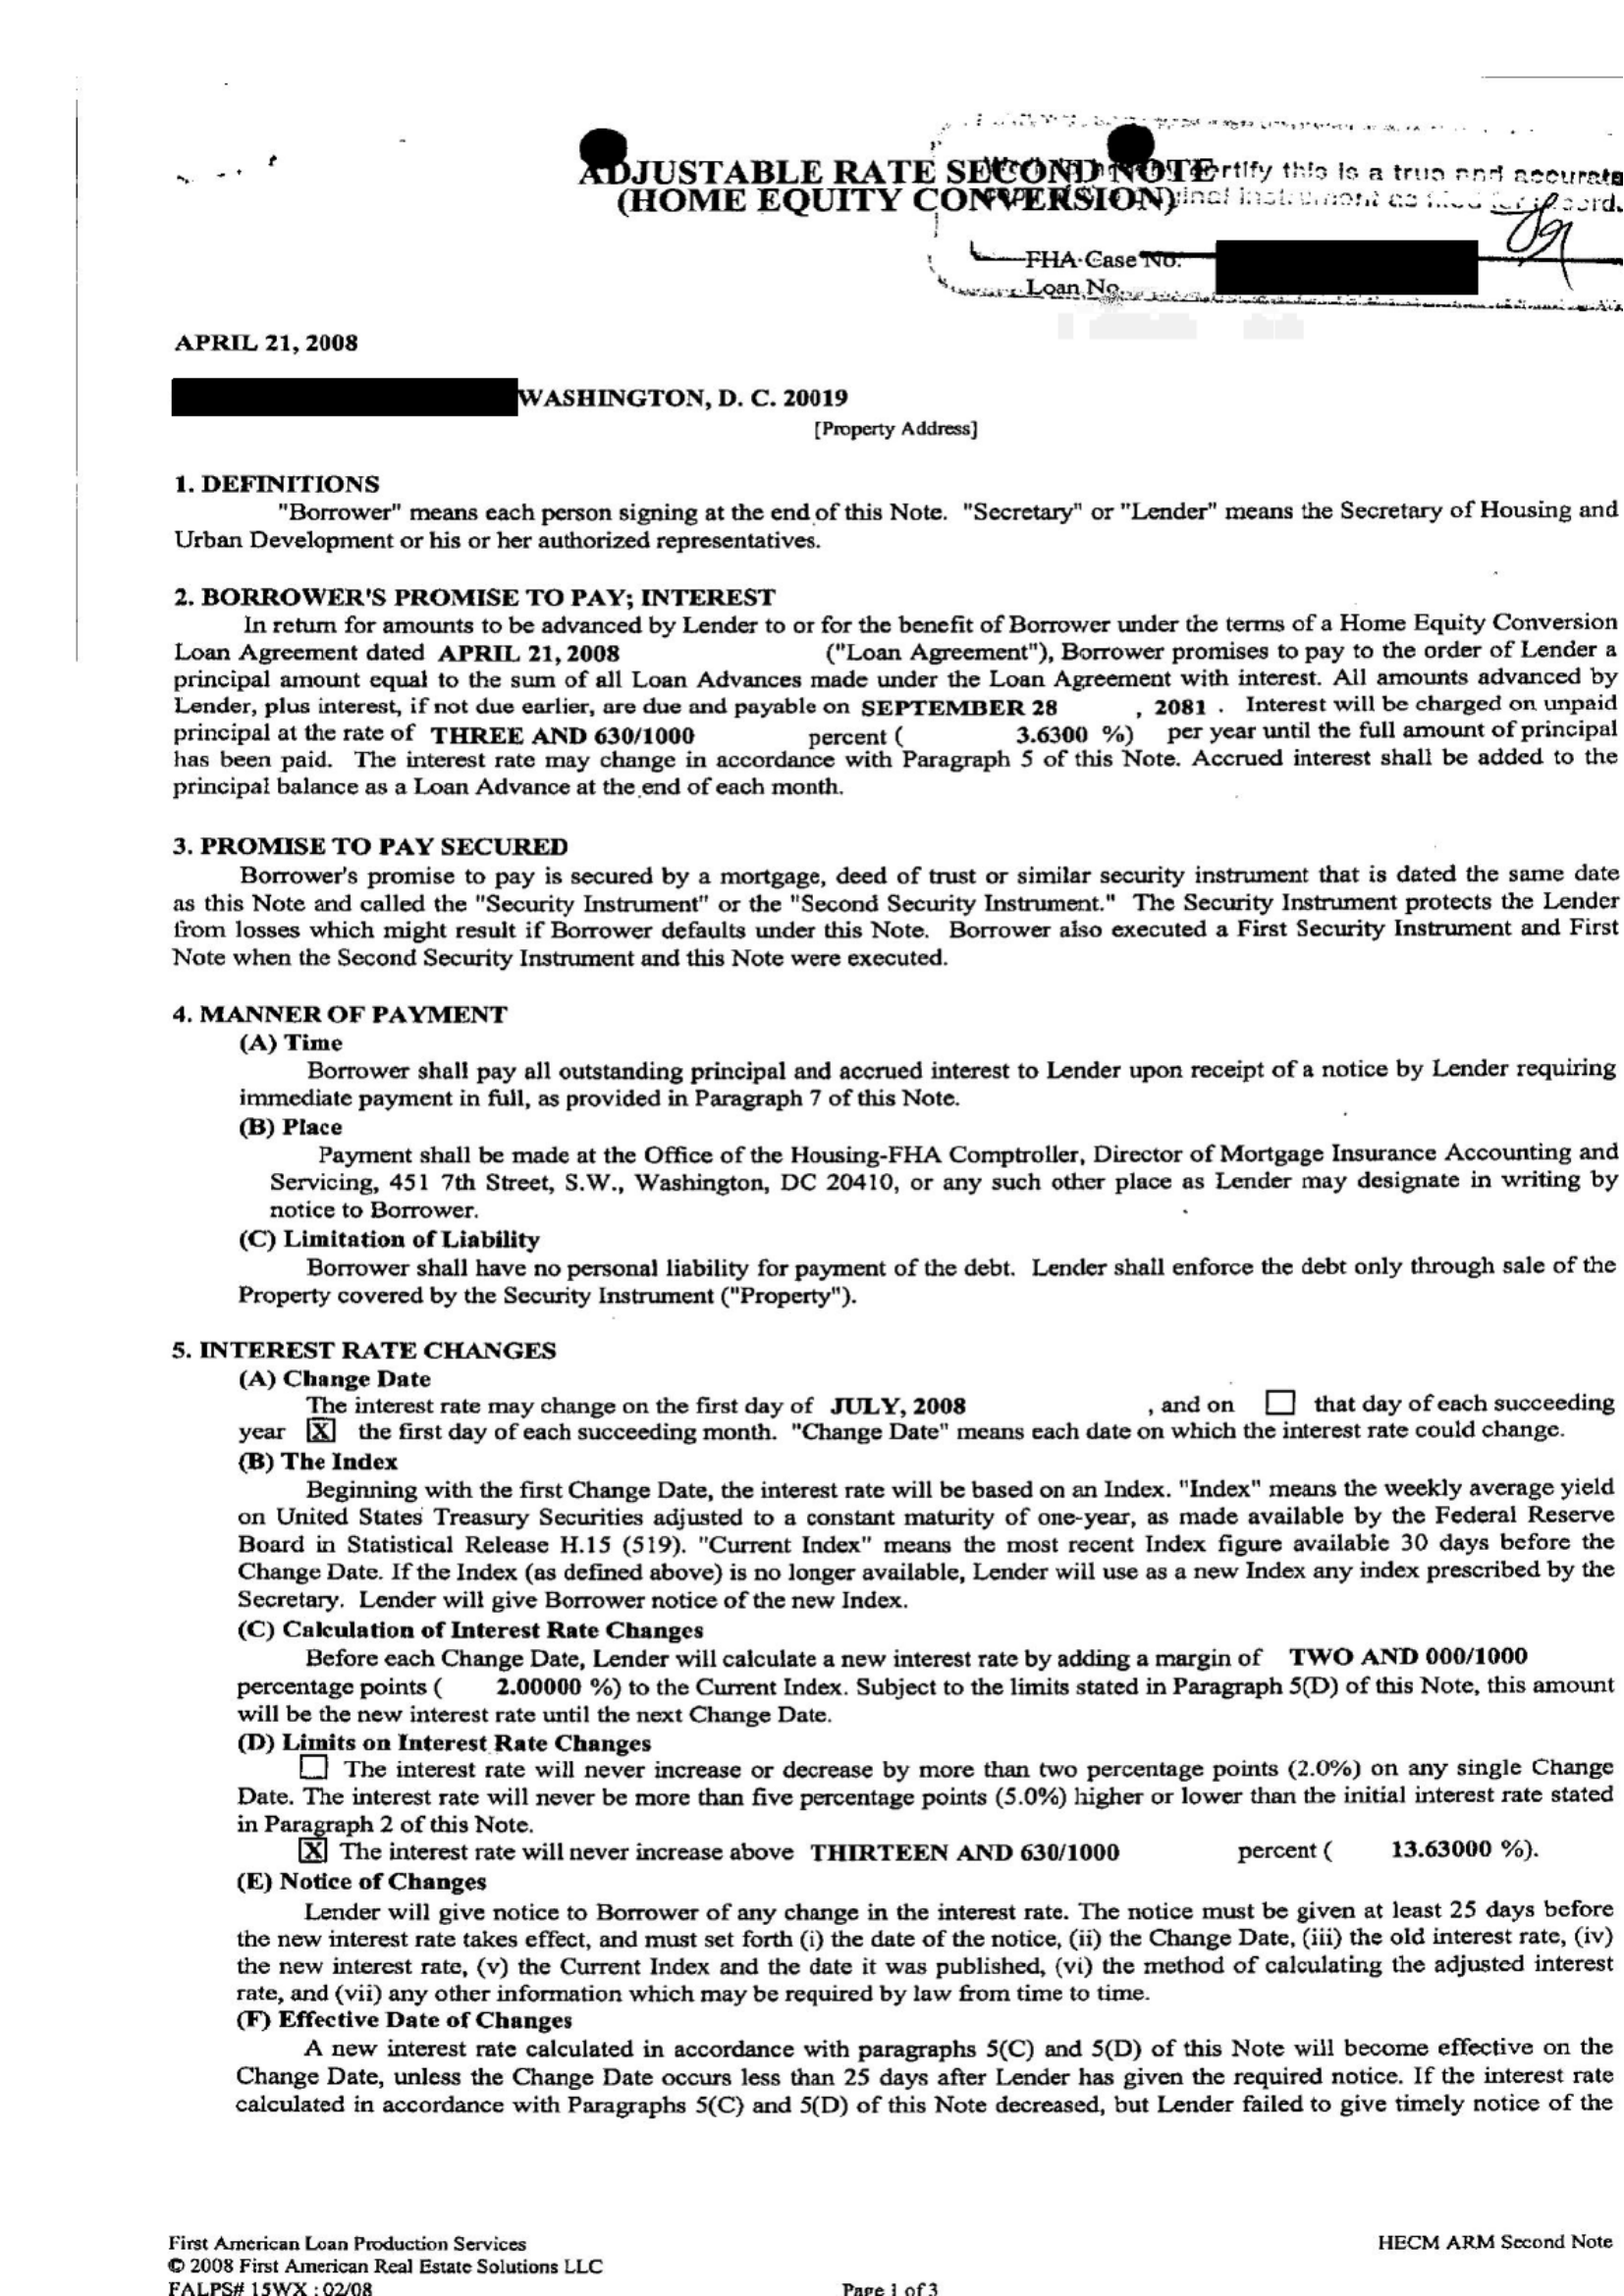 ADJUSTABLE RATE SECOND NOTE
(HOME EQUITY CONVERSION)
this is a true and accurate
FHA Case No.
Loan No.
APRIL 21, 2008
WASHINGTON, D. C. 20019
[Property Address]
1. DEFINITIONS
"Borrower" means each person signing at the end of this Note. "Secretary" or "Lender" means the Secretary of Housing and
Urban Development or his or her authorized representatives.
2. BORROWER'S PROMISE TO PAY; INTEREST
In return for amounts to be advanced by Lender to or for the benefit of Borrower under the terms of a Home Equity Conversion
Loan Agreement dated APRIL 21, 2008 ("Loan Agreement"), Borrower promises to pay to the order of Lender a
principal amount equal to the sum of all Loan Advances made under the Loan Agreement with interest. All amounts advanced by
Lender, plus interest, if not due earlier, are due and payable on SEPTEMBER 28 , 2081 . Interest will be charged on unpaid
principal at the rate of THREE AND 630/1000 percent ( 3.6300 %) per year until the full amount of principal
has been paid. The interest rate may change in accordance with Paragraph 5 of this Note. Accrued interest shall be added to the
principal balance as a Loan Advance at the end of each month.
3. PROMISE TO PAY SECURED
Borrower's promise to pay is secured by a mortgage, deed of trust or similar security instrument that is dated the same date
as this Note and called the "Security Instrument" or the "Second Security Instrument." The Security Instrument protects the Lender
from losses which might result if Borrower defaults under this Note. Borrower also executed a First Security Instrument and First
Note when the Second Security Instrument and this Note were executed.
4. MANNER OF PAYMENT
(A) Time
Borrower shall pay all outstanding principal and accrued interest to Lender upon receipt of a notice by Lender requiring
immediate payment in full, as provided in Paragraph 7 of this Note.
(B) Place
Payment shall be made at the Office of the Housing-FHA Comptroller, Director of Mortgage Insurance Accounting and
Servicing, 451 7th Street, S.W., Washington, DC 20410, or any such other place as Lender may designate in writing by
notice to Borrower.
(C) Limitation of Liability
Borrower shall have no personal liability for payment of the debt. Lender shall enforce the debt only through sale of the
Property covered by the Security Instrument ("Property").
5. INTEREST RATE CHANGES
(A) Change Date
The interest rate may change on the first day of JULY, 2008 , and on ☐ that day of each succeeding
year [X] the first day of each succeeding month. "Change Date" means each date on which the interest rate could change.
(B) The Index
Beginning with the first Change Date, the interest rate will be based on an Index. "Index" means the weekly average yield
on United States Treasury Securities adjusted to a constant maturity of one-year, as made available by the Federal Reserve
Board in Statistical Release H.15 (519). "Current Index" means the most recent Index figure available 30 days before the
Change Date. If the Index (as defined above) is no longer available, Lender will use as a new Index any index prescribed by the
Secretary. Lender will give Borrower notice of the new Index.
(C) Calculation of Interest Rate Changes
Before each Change Date, Lender will calculate a new interest rate by adding a margin of TWO AND 000/1000
percentage points ( 2.00000 %) to the Current Index. Subject to the limits stated in Paragraph 5(D) of this Note, this amount
will be the new interest rate until the next Change Date.
(D) Limits on Interest Rate Changes
☐ The interest rate will never increase or decrease by more than two percentage points (2.0%) on any single Change
Date. The interest rate will never be more than five percentage points (5.0%) higher or lower than the initial interest rate stated
in Paragraph 2 of this Note.
[X] The interest rate will never increase above THIRTEEN AND 630/1000 percent ( 13.63000 %).
(E) Notice of Changes
Lender will give notice to Borrower of any change in the interest rate. The notice must be given at least 25 days before
the new interest rate takes effect, and must set forth (i) the date of the notice, (ii) the Change Date, (iii) the old interest rate, (iv)
the new interest rate, (v) the Current Index and the date it was published, (vi) the method of calculating the adjusted interest
rate, and (vii) any other information which may be required by law from time to time.
(F) Effective Date of Changes
A new interest rate calculated in accordance with paragraphs 5(C) and 5(D) of this Note will become effective on the
Change Date, unless the Change Date occurs less than 25 days after Lender has given the required notice. If the interest rate
calculated in accordance with Paragraphs 5(C) and 5(D) of this Note decreased, but Lender failed to give timely notice of the
First American Loan Production Services
© 2008 First American Real Estate Solutions LLC
FALPS# 15WX : 02/08
HECM ARM Second Note
Page 1 of 3